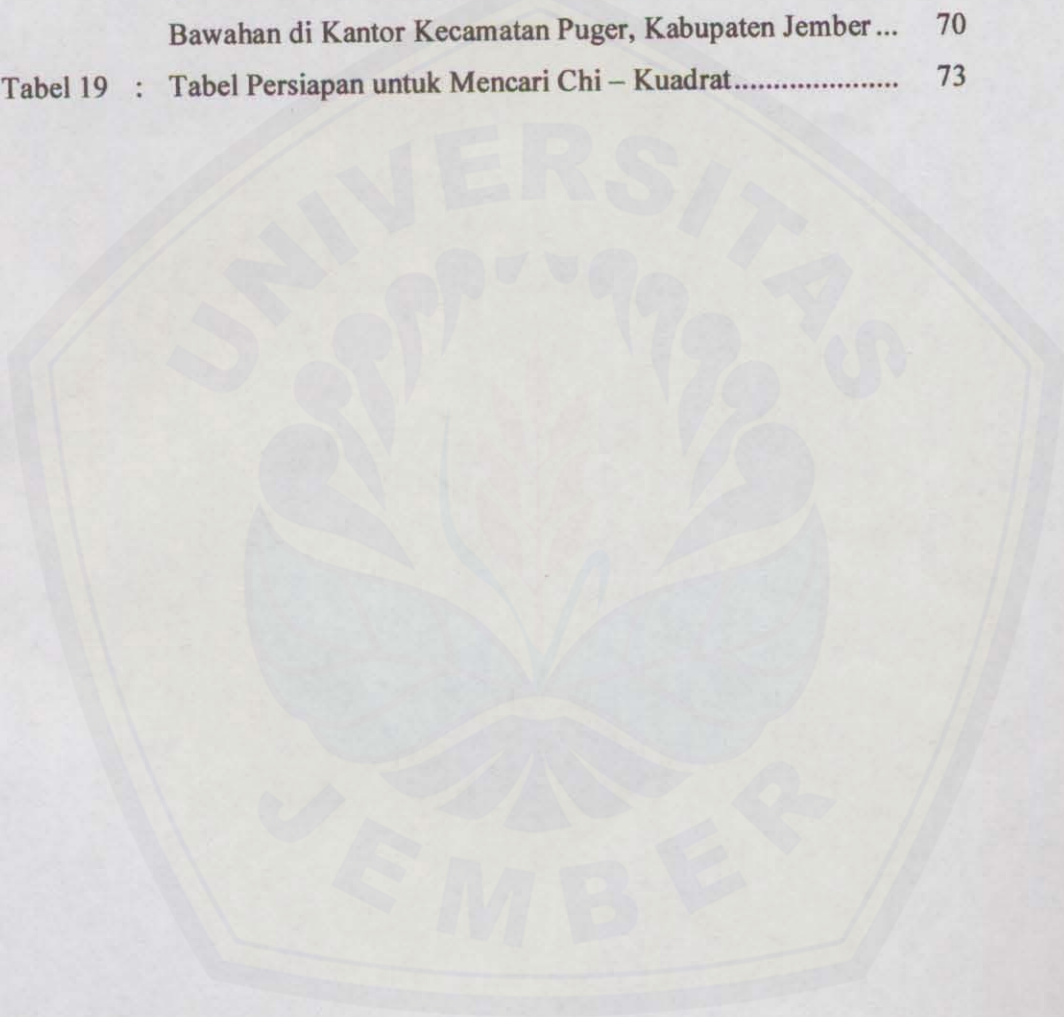 Bawahan di Kantor Kecamatan Puger, Kabupaten Jember ... 70
Tabel 19 : Tabel Persiapan untuk Mencari Chi – Kuadrat..................... 73
UNIVERSITAS
JEMBER